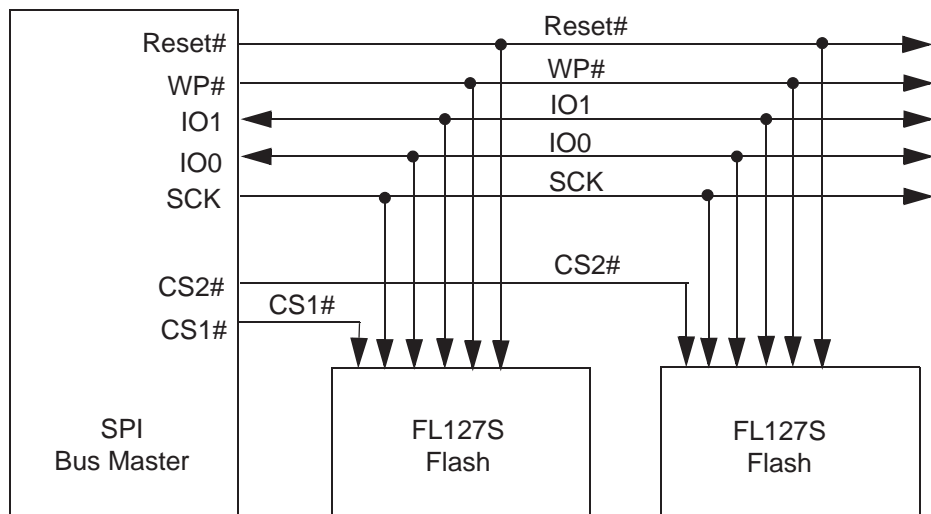 Reset#
Reset#
WP#
WP#
IO1
IO1
IO0
IO0
SCK
SCK
CS2#
CS2#
CS1#
CS1#
SPI
Bus Master
FL127S
Flash
FL127S
Flash